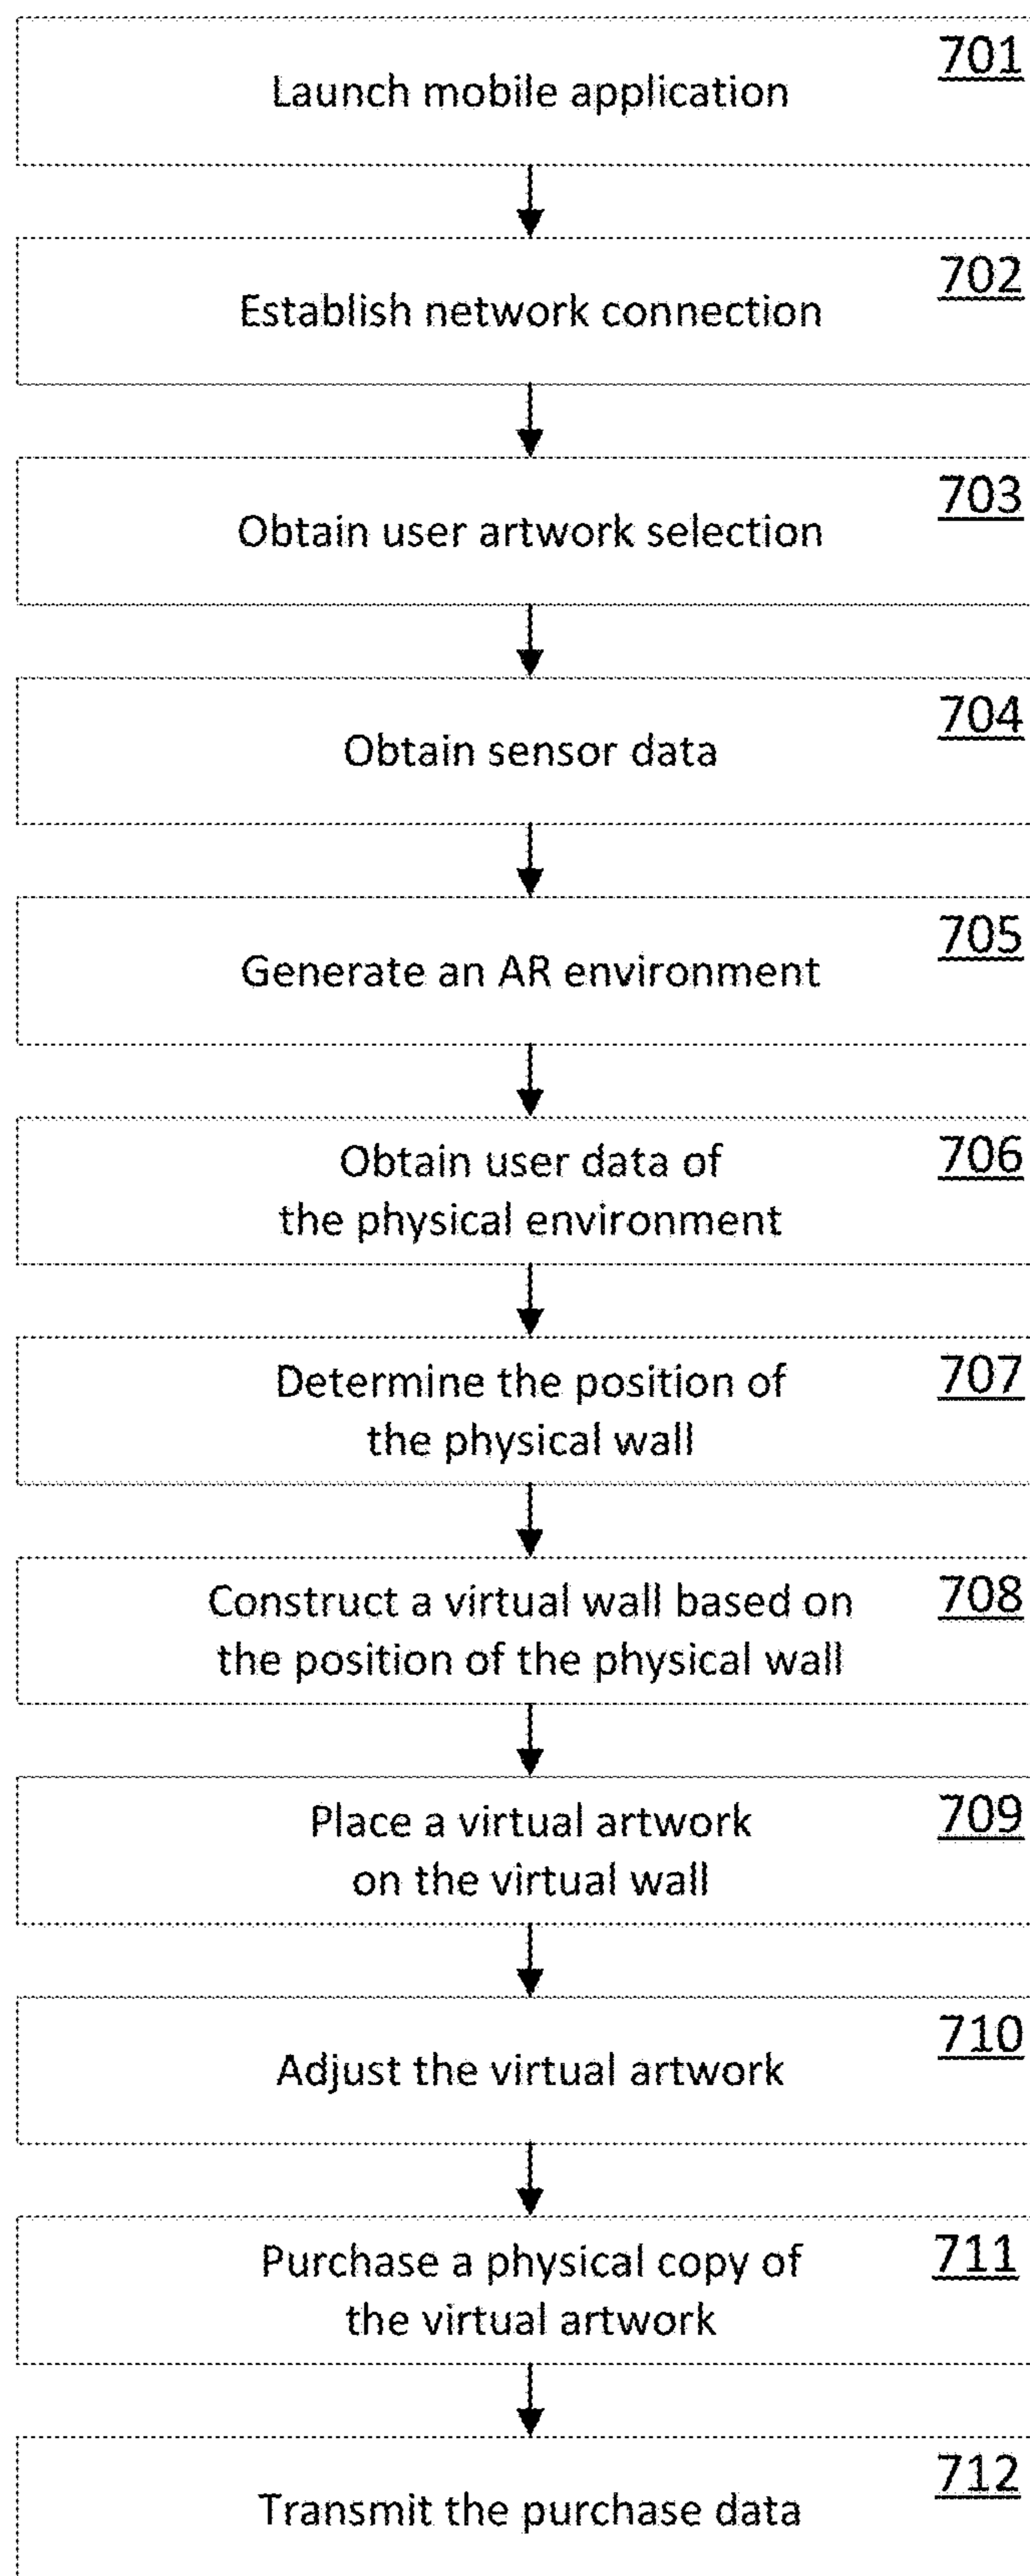 701
Launch mobile application
702
Establish network connection
703
Obtain user artwork selection
704
Obtain sensor data
705
Generate an AR environment
706
Obtain user data of
the physical environment
707
Determine the position of
the physical wall
708
Construct a virtual wall based on
the position of the physical wall
709
Place a virtual artwork
on the virtual wall
710
Adjust the virtual artwork
711
Purchase a physical copy of
the virtual artwork
712
Transmit the purchase data